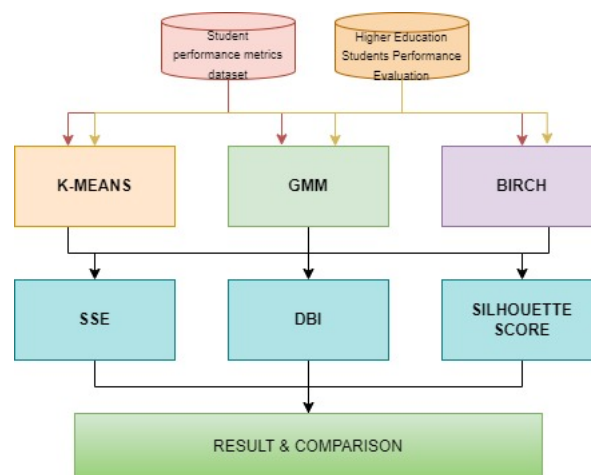 Student
performance metrics
dataset
Higher Education
Students Performance
Evaluation
K-MEANS
GMM
BIRCH
SSE
DBI
SILHOUETTE
SCORE
RESULT & COMPARISON